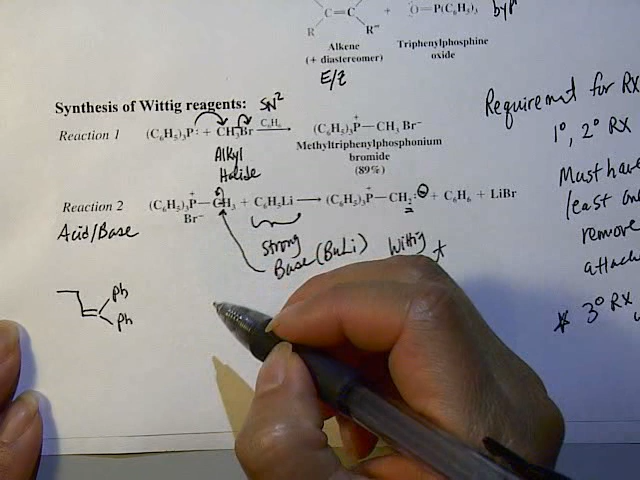 C=C + O=P(C₆H₅)₃
R R''
Alkene Triphenylphosphine
(+ diastereomer) oxide
E/Z
Synthesis of Wittig reagents: SN²
Requirement for RX
Reaction 1 (C₆H₅)₃P: + CH₃Br C₆H₆ → (C₆H₅)₃P⁺—CH₃ Br⁻
1°, 2° RX
Alkyl Halide
Methyltriphenylphosphonium
bromide
(89%)
Must have
least one
remove
attache
* 3° RX
Reaction 2 (C₆H₅)₃P⁺—CH₃ + C₆H₅Li → (C₆H₅)₃P⁺—CH₂:⁻ + C₆H₆ + LiBr
Br⁻
Acid/Base
Strong
Base (BuLi)
Wittig
Ph
Ph